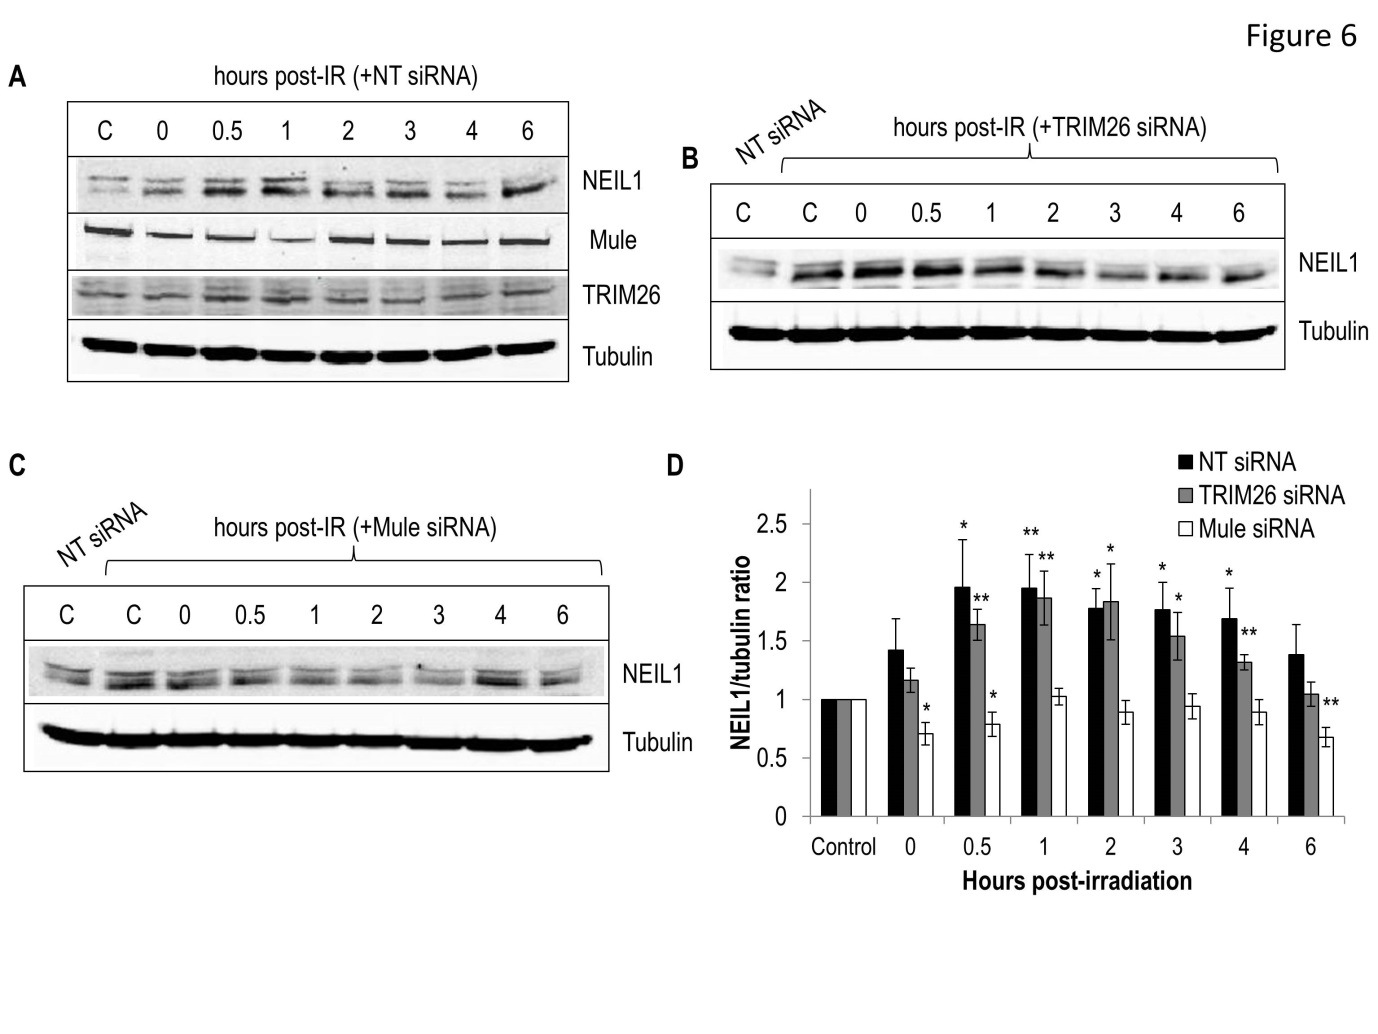 Figure 6
A
hours post-IR (+NT siRNA)
C 0 0.5 1 2 3 4 6
NEIL1
Mule
TRIM26
Tubulin
B
NT siRNA
hours post-IR (+TRIM26 siRNA)
C C 0 0.5 1 2 3 4 6
NEIL1
Tubulin
C
NT siRNA
hours post-IR (+Mule siRNA)
C C 0 0.5 1 2 3 4 6
NEIL1
Tubulin
D
NT siRNA
TRIM26 siRNA
Mule siRNA
NEIL1/tubulin ratio
2.5
2
1.5
1
0.5
0
* ** * * * *
** ** * * **
* * **
Control 0 0.5 1 2 3 4 6
Hours post-irradiation